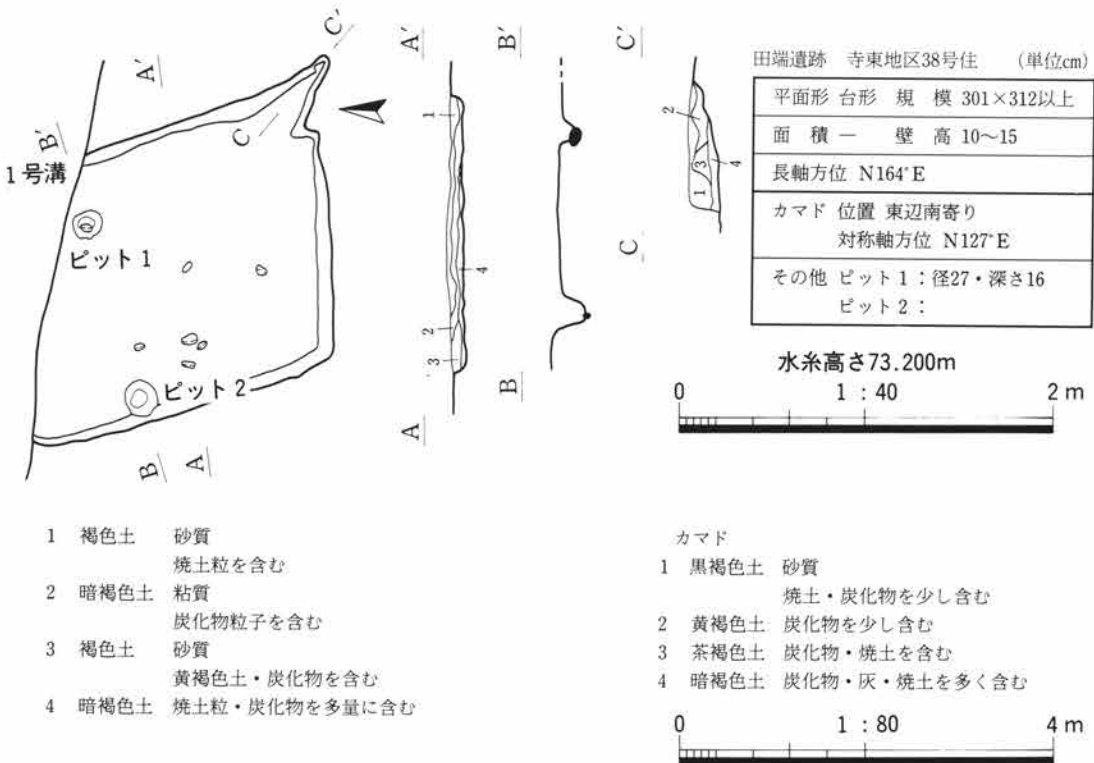 A′
B′
C′
C
1号溝
ピット1
ピット2
B
A
A′
1
4
2
3
A
B′
B
C′
2
3
4
1
C
田端遺跡 寺東地区38号住 (単位cm)
平面形 台形 規模 301×312以上
面積 ー 壁高 10〜15
長軸方位 N164°E
カマド 位置 東辺南寄り
対称軸方位 N127°E
その他 ピット1：径27・深さ16
ピット2：
水糸高さ73.200m
0 1：40 2m
1 褐色土 砂質
焼土粒を含む
2 暗褐色土 粘質
炭化物粒子を含む
3 褐色土 砂質
黄褐色土・炭化物を含む
4 暗褐色土 焼土粒・炭化物を多量に含む
カマド
1 黒褐色土 砂質
焼土・炭化物を少し含む
2 黄褐色土 炭化物を少し含む
3 茶褐色土 炭化物・焼土を含む
4 暗褐色土 炭化物・灰・焼土を多く含む
0 1：80 4m